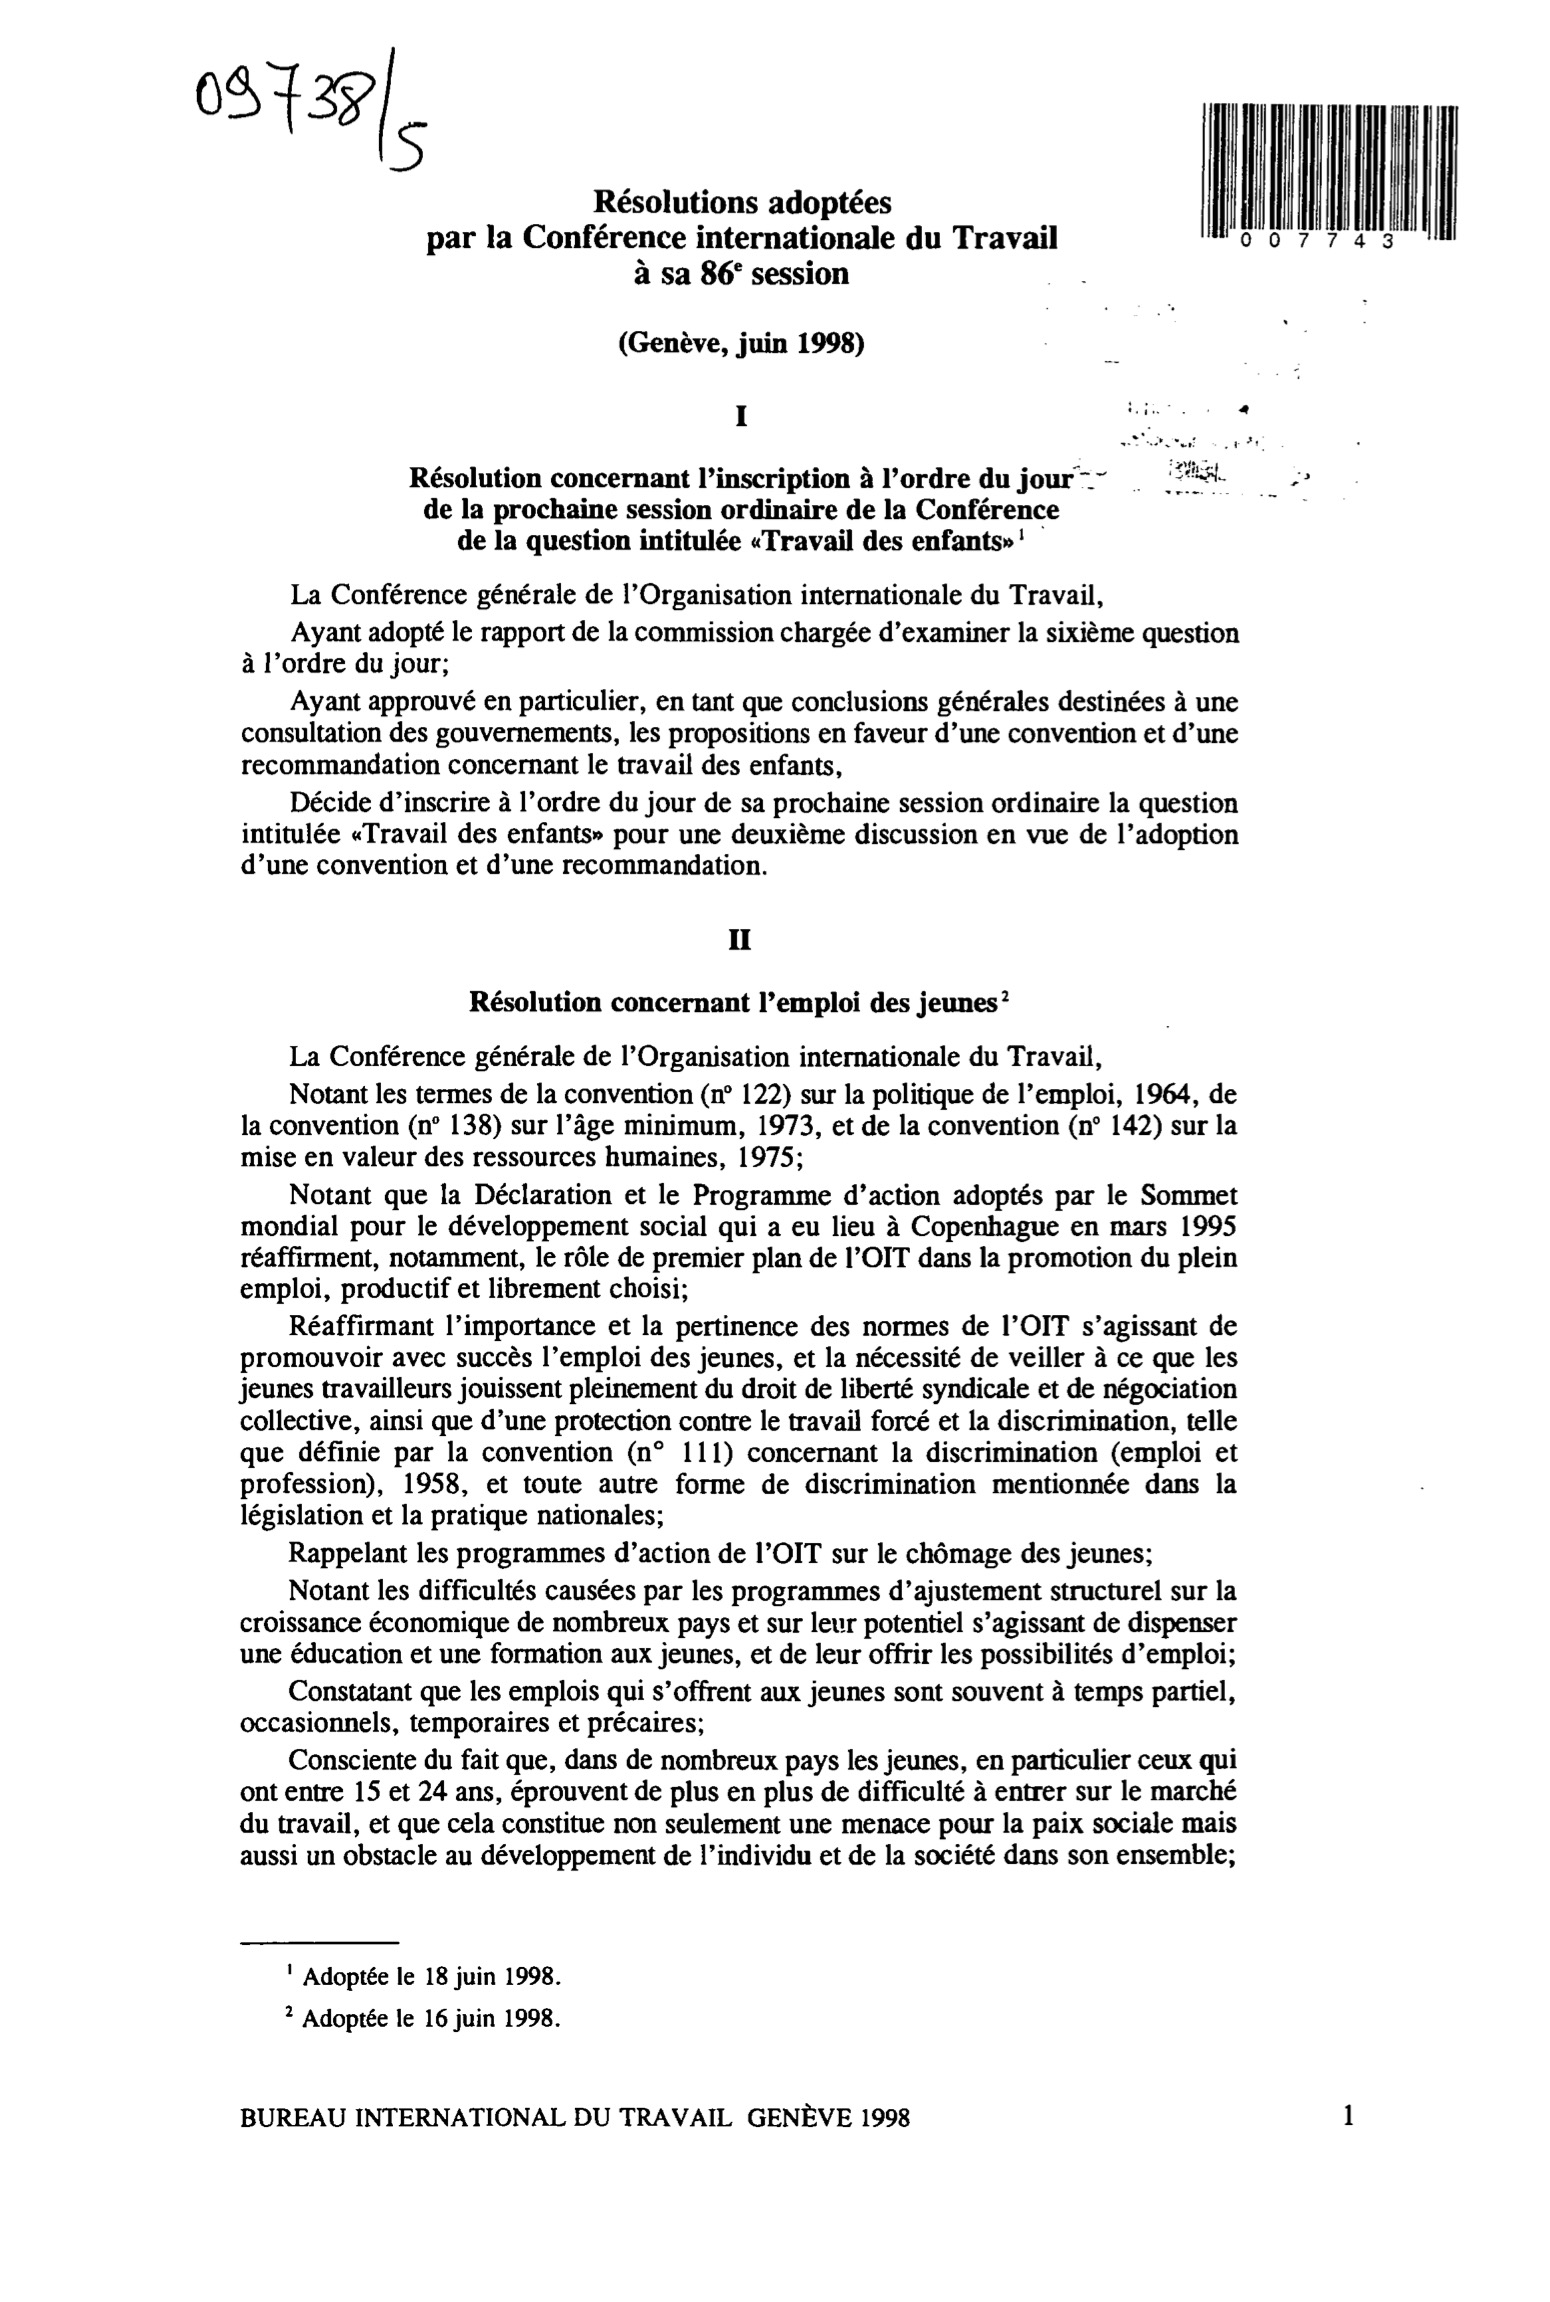 09738/5
007743
Résolutions adoptées
par la Conférence internationale du Travail
à sa 86e session
(Genève, juin 1998)
I
Résolution concernant l'inscription à l'ordre du jour
de la prochaine session ordinaire de la Conférence
de la question intitulée «Travail des enfants» 1
La Conférence générale de l'Organisation internationale du Travail,
Ayant adopté le rapport de la commission chargée d'examiner la sixième question
à l'ordre du jour;
Ayant approuvé en particulier, en tant que conclusions générales destinées à une
consultation des gouvernements, les propositions en faveur d'une convention et d'une
recommandation concernant le travail des enfants,
Décide d'inscrire à l'ordre du jour de sa prochaine session ordinaire la question
intitulée «Travail des enfants» pour une deuxième discussion en vue de l'adoption
d'une convention et d'une recommandation.
II
Résolution concernant l'emploi des jeunes 2
La Conférence générale de l'Organisation internationale du Travail,
Notant les termes de la convention (nº 122) sur la politique de l'emploi, 1964, de
la convention (nº 138) sur l'âge minimum, 1973, et de la convention (nº 142) sur la
mise en valeur des ressources humaines, 1975;
Notant que la Déclaration et le Programme d'action adoptés par le Sommet
mondial pour le développement social qui a eu lieu à Copenhague en mars 1995
réaffirment, notamment, le rôle de premier plan de l'OIT dans la promotion du plein
emploi, productif et librement choisi;
Réaffirmant l'importance et la pertinence des normes de l'OIT s'agissant de
promouvoir avec succès l'emploi des jeunes, et la nécessité de veiller à ce que les
jeunes travailleurs jouissent pleinement du droit de liberté syndicale et de négociation
collective, ainsi que d'une protection contre le travail forcé et la discrimination, telle
que définie par la convention (n° 111) concernant la discrimination (emploi et
profession), 1958, et toute autre forme de discrimination mentionnée dans la
législation et la pratique nationales;
Rappelant les programmes d'action de l'OIT sur le chômage des jeunes;
Notant les difficultés causées par les programmes d'ajustement structurel sur la
croissance économique de nombreux pays et sur leur potentiel s'agissant de dispenser
une éducation et une formation aux jeunes, et de leur offrir les possibilités d'emploi;
Constatant que les emplois qui s'offrent aux jeunes sont souvent à temps partiel,
occasionnels, temporaires et précaires;
Consciente du fait que, dans de nombreux pays les jeunes, en particulier ceux qui
ont entre 15 et 24 ans, éprouvent de plus en plus de difficulté à entrer sur le marché
du travail, et que cela constitue non seulement une menace pour la paix sociale mais
aussi un obstacle au développement de l'individu et de la société dans son ensemble;
1 Adoptée le 18 juin 1998.
2 Adoptée le 16 juin 1998.
BUREAU INTERNATIONAL DU TRAVAIL GENÈVE 1998 1